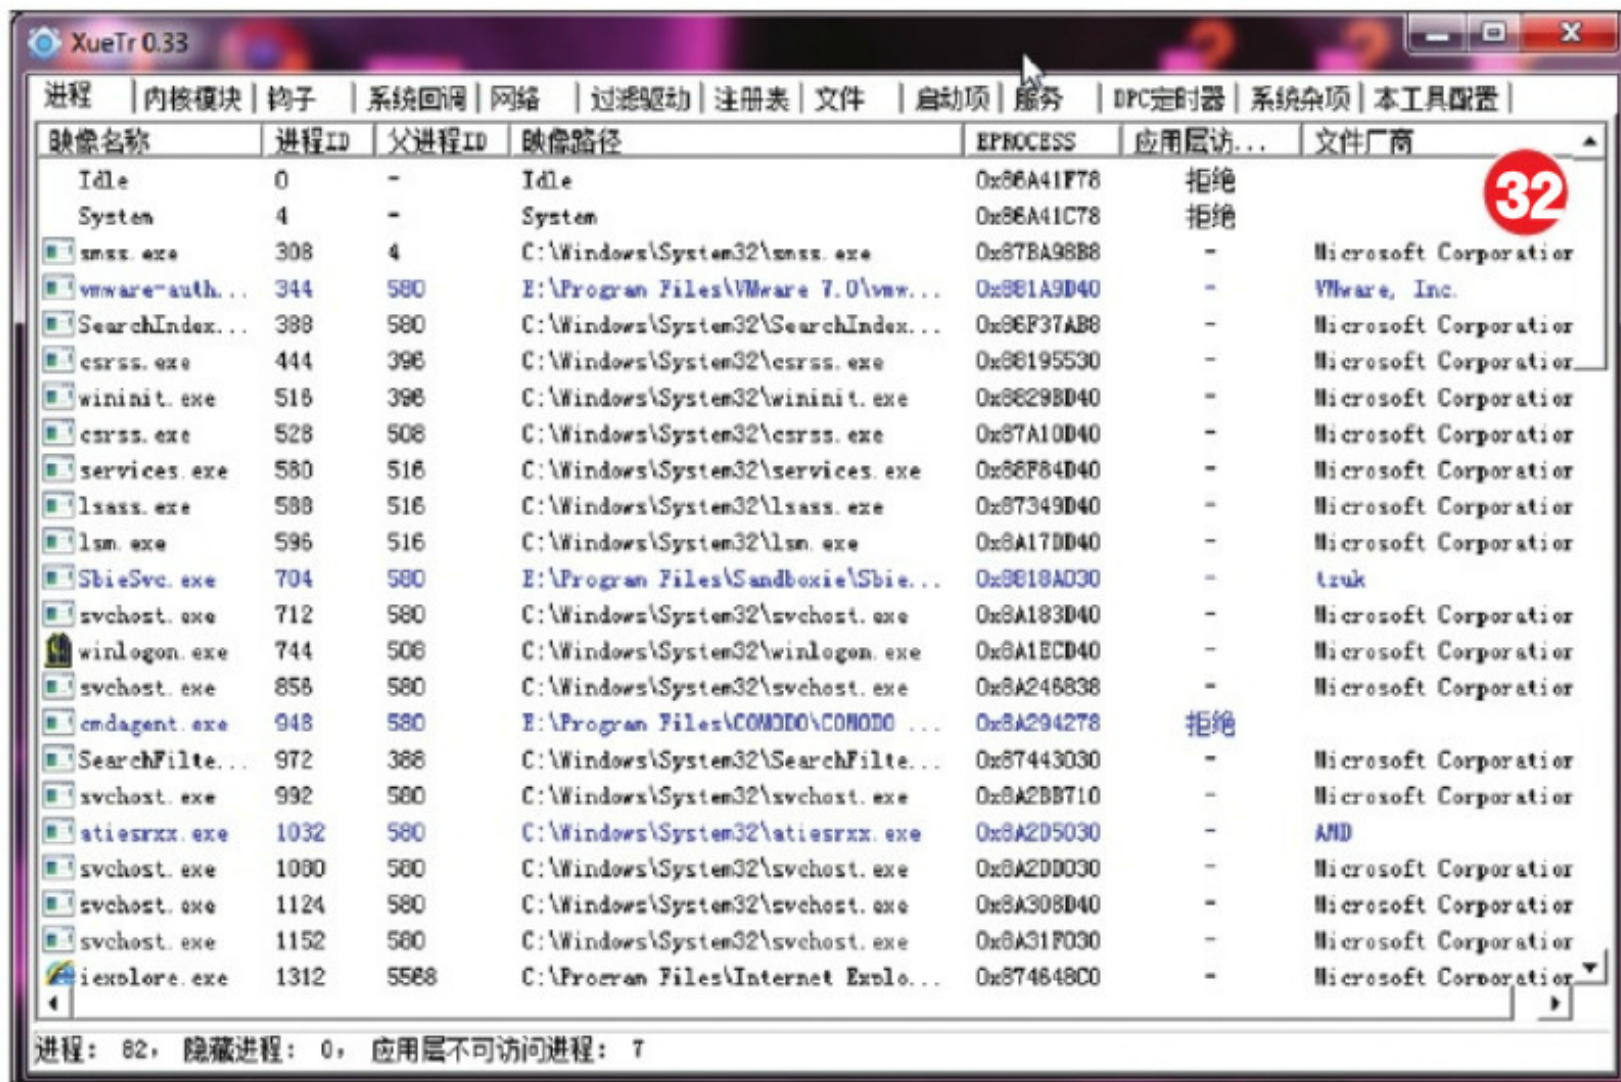 XueTr 0.33
进程 内核模块 钩子 系统回调 网络 过滤驱动 注册表 文件 启动项 服务 DPC定时器 系统杂项 本工具配置
映像名称 进程ID 父进程ID 映像路径 EPROCESS 应用层访... 文件厂商
32
Idle 0 - Idle 0x86A41F78 拒绝
System 4 - System 0x86A41C78 拒绝
smss.exe 308 4 C:\Windows\System32\smss.exe 0x87BA98B8 - Microsoft Corporation
vmware-auth... 344 580 E:\Program Files\VMware 7.0\vmw... 0x881A9D40 - VMware, Inc.
SearchIndex... 388 580 C:\Windows\System32\SearchIndex... 0x86F37AB8 - Microsoft Corporation
csrss.exe 444 396 C:\Windows\System32\csrss.exe 0x88195530 - Microsoft Corporation
wininit.exe 516 396 C:\Windows\System32\wininit.exe 0x8829BD40 - Microsoft Corporation
csrss.exe 528 508 C:\Windows\System32\csrss.exe 0x87A10D40 - Microsoft Corporation
services.exe 580 516 C:\Windows\System32\services.exe 0x88F84D40 - Microsoft Corporation
lsass.exe 588 516 C:\Windows\System32\lsass.exe 0x87349D40 - Microsoft Corporation
lsm.exe 596 516 C:\Windows\System32\lsm.exe 0x8A17DD40 - Microsoft Corporation
SbieSvc.exe 704 580 E:\Program Files\Sandboxie\Sbie... 0x8818A030 - tzuk
svchost.exe 712 580 C:\Windows\System32\svchost.exe 0x8A183D40 - Microsoft Corporation
winlogon.exe 744 508 C:\Windows\System32\winlogon.exe 0x8A1ECD40 - Microsoft Corporation
svchost.exe 856 580 C:\Windows\System32\svchost.exe 0x8A246838 - Microsoft Corporation
cmdagent.exe 948 580 E:\Program Files\COMODO\COMODO ... 0x8A294278 拒绝
SearchFilte... 972 388 C:\Windows\System32\SearchFilte... 0x87443030 - Microsoft Corporation
svchost.exe 992 580 C:\Windows\System32\svchost.exe 0x8A2BB710 - Microsoft Corporation
atiesrxx.exe 1032 580 C:\Windows\System32\atiesrxx.exe 0x8A2D5030 - AMD
svchost.exe 1080 580 C:\Windows\System32\svchost.exe 0x8A2DD030 - Microsoft Corporation
svchost.exe 1124 580 C:\Windows\System32\svchost.exe 0x8A308D40 - Microsoft Corporation
svchost.exe 1152 580 C:\Windows\System32\svchost.exe 0x8A31F030 - Microsoft Corporation
iexplore.exe 1312 5568 C:\Program Files\Internet Explo... 0x874648C0 - Microsoft Corporation
进程： 82， 隐藏进程： 0， 应用层不可访问进程： 7